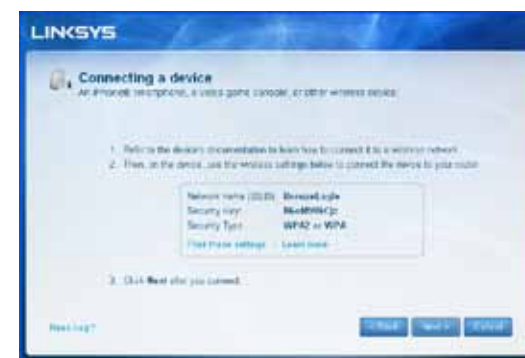 LINKSYS
Connecting a device
An iPhone® smartphone, a video game console, or other wireless device
1. Refer to the device's documentation to learn how to connect it to a wireless network
2. Then, on the device, use the wireless settings below to connect the device to your router
Network name (SSID):
Security key:
Security Type: WPA2 or WPA
Print these settings Learn more
3. Click Next after you connect.
Need help?
< Back Next > Cancel